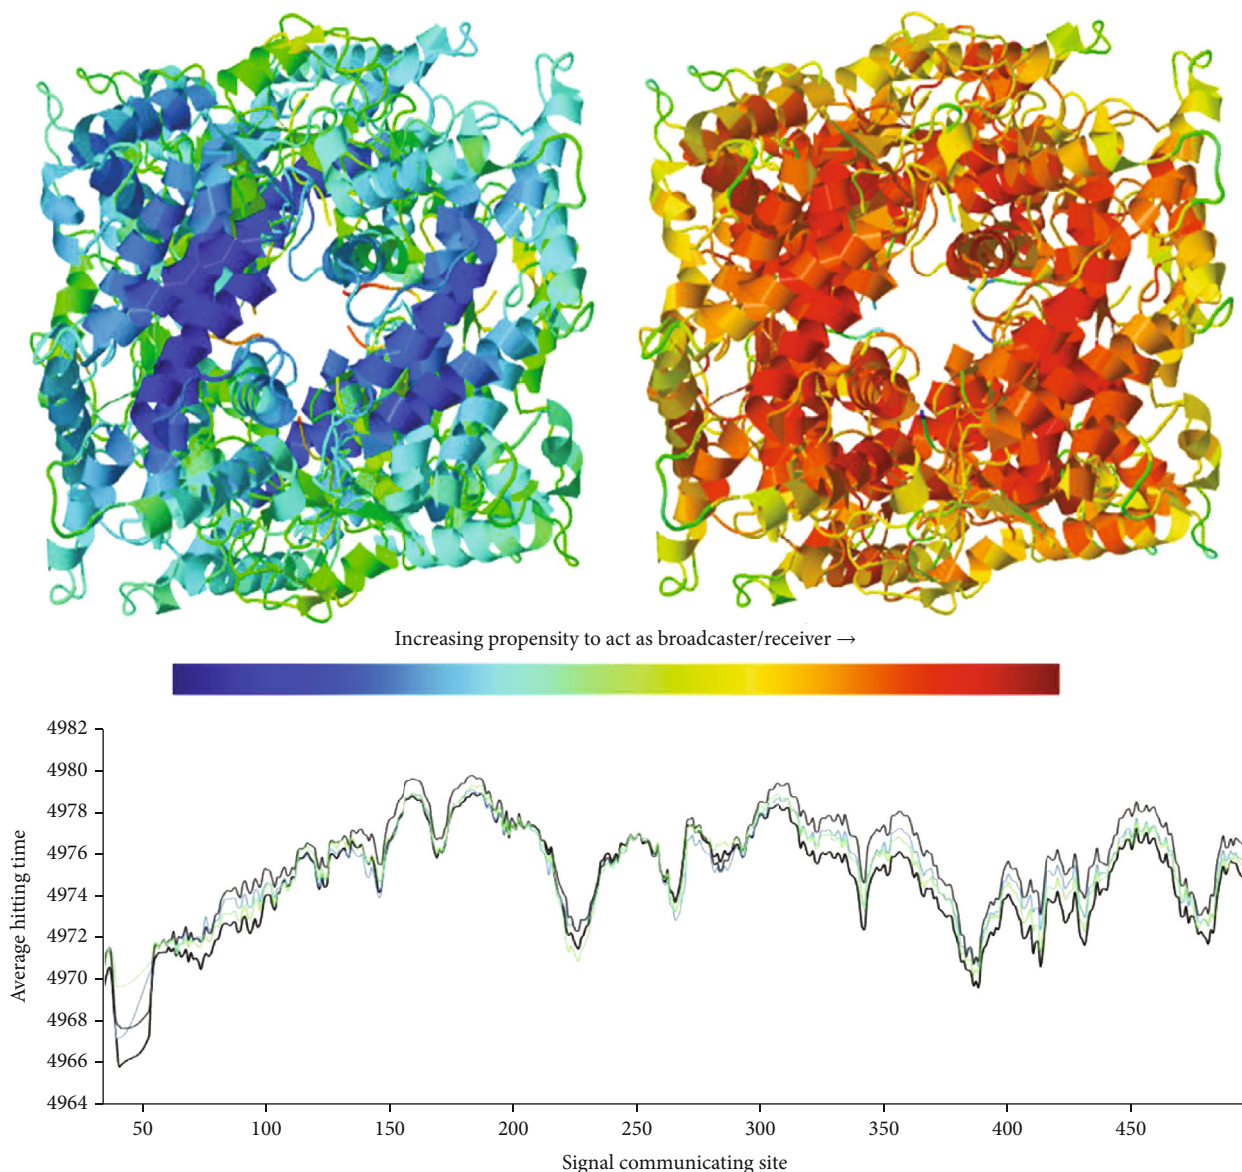 Increasing propensity to act as broadcaster/receiver →
4982
4980
4978
4976
4974
4972
4970
4968
4966
4964
Average hitting time
50 100 150 200 250 300 350 400 450
Signal communicating site